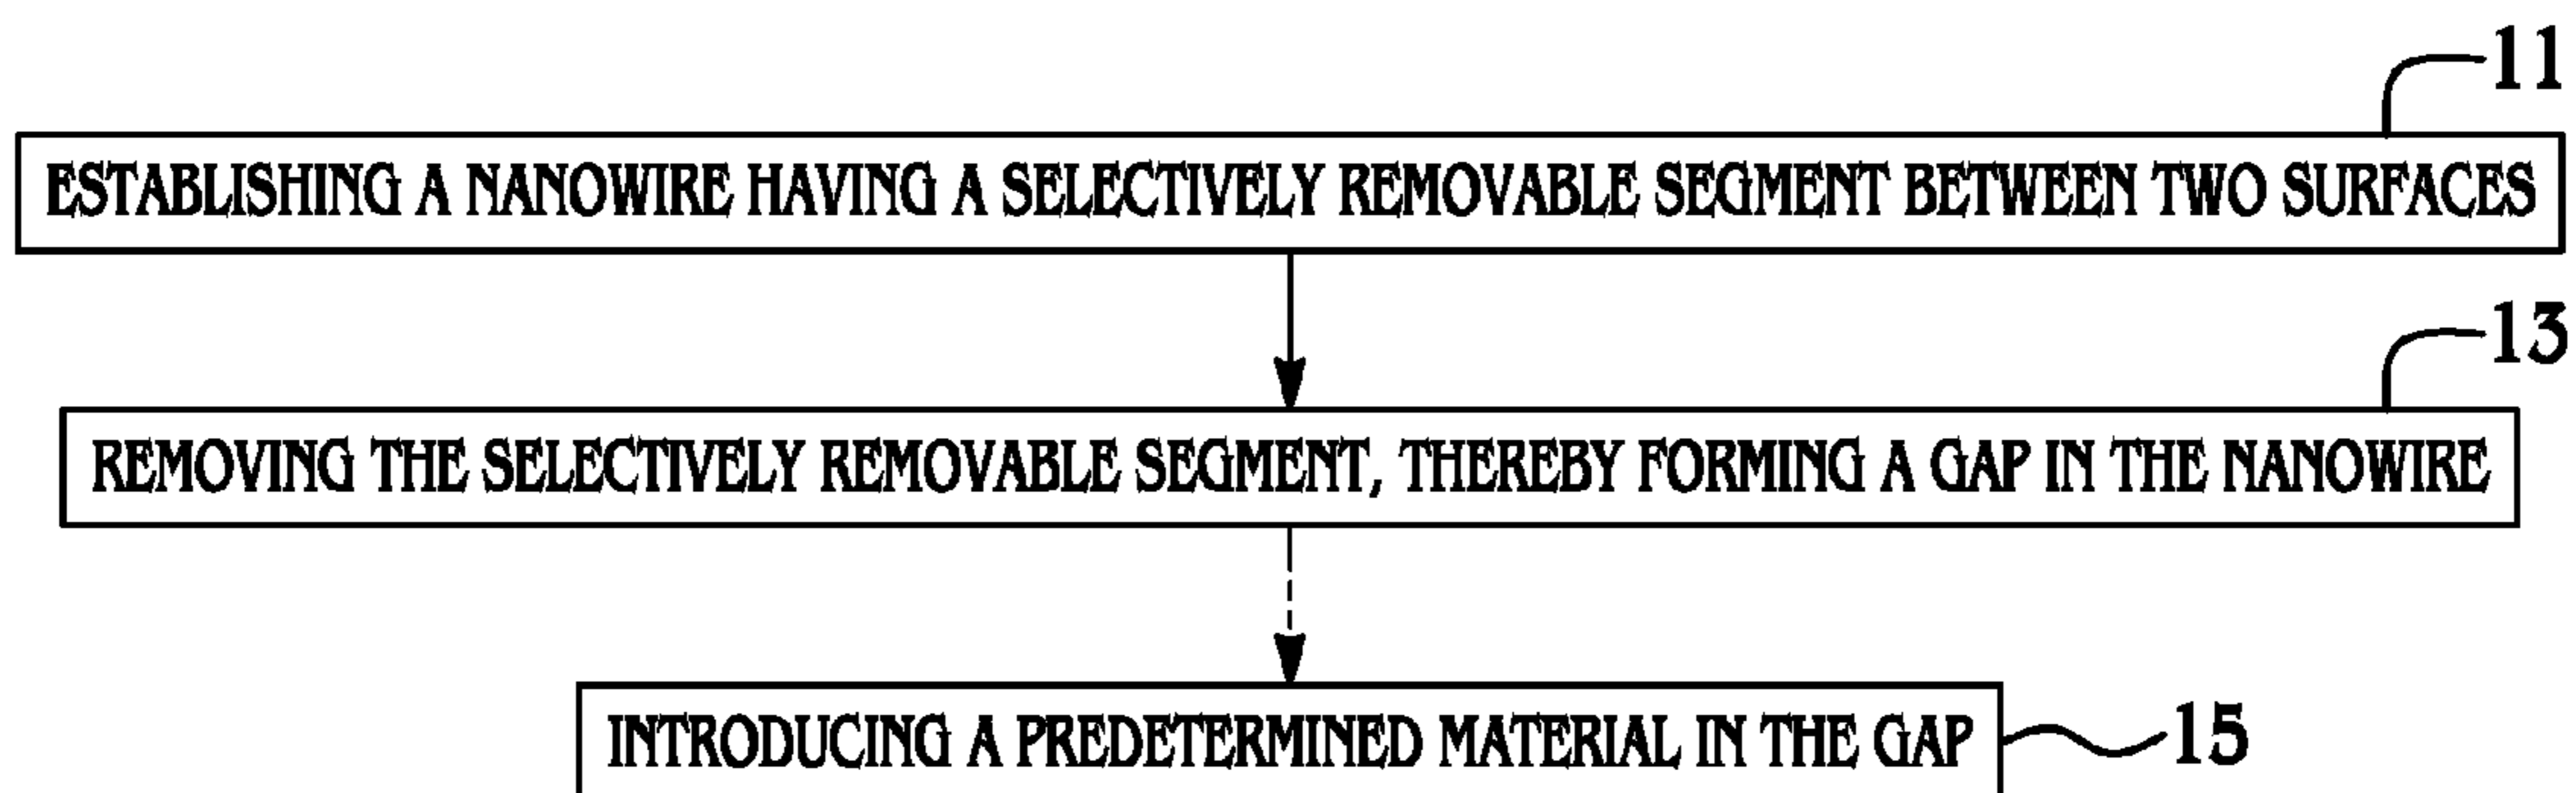 11
ESTABLISHING A NANOWIRE HAVING A SELECTIVELY REMOVABLE SEGMENT BETWEEN TWO SURFACES
13
REMOVING THE SELECTIVELY REMOVABLE SEGMENT, THEREBY FORMING A GAP IN THE NANOWIRE
INTRODUCING A PREDETERMINED MATERIAL IN THE GAP 15